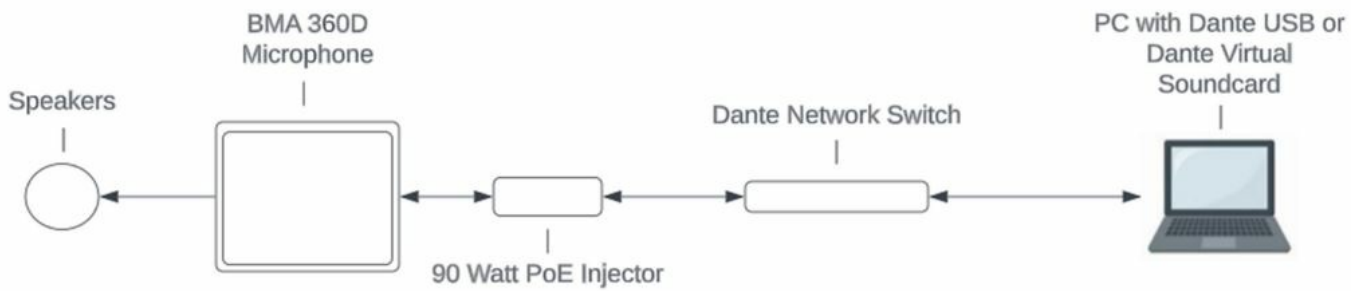 Speakers
BMA 360D
Microphone
90 Watt PoE Injector
Dante Network Switch
PC with Dante USB or
Dante Virtual
Soundcard